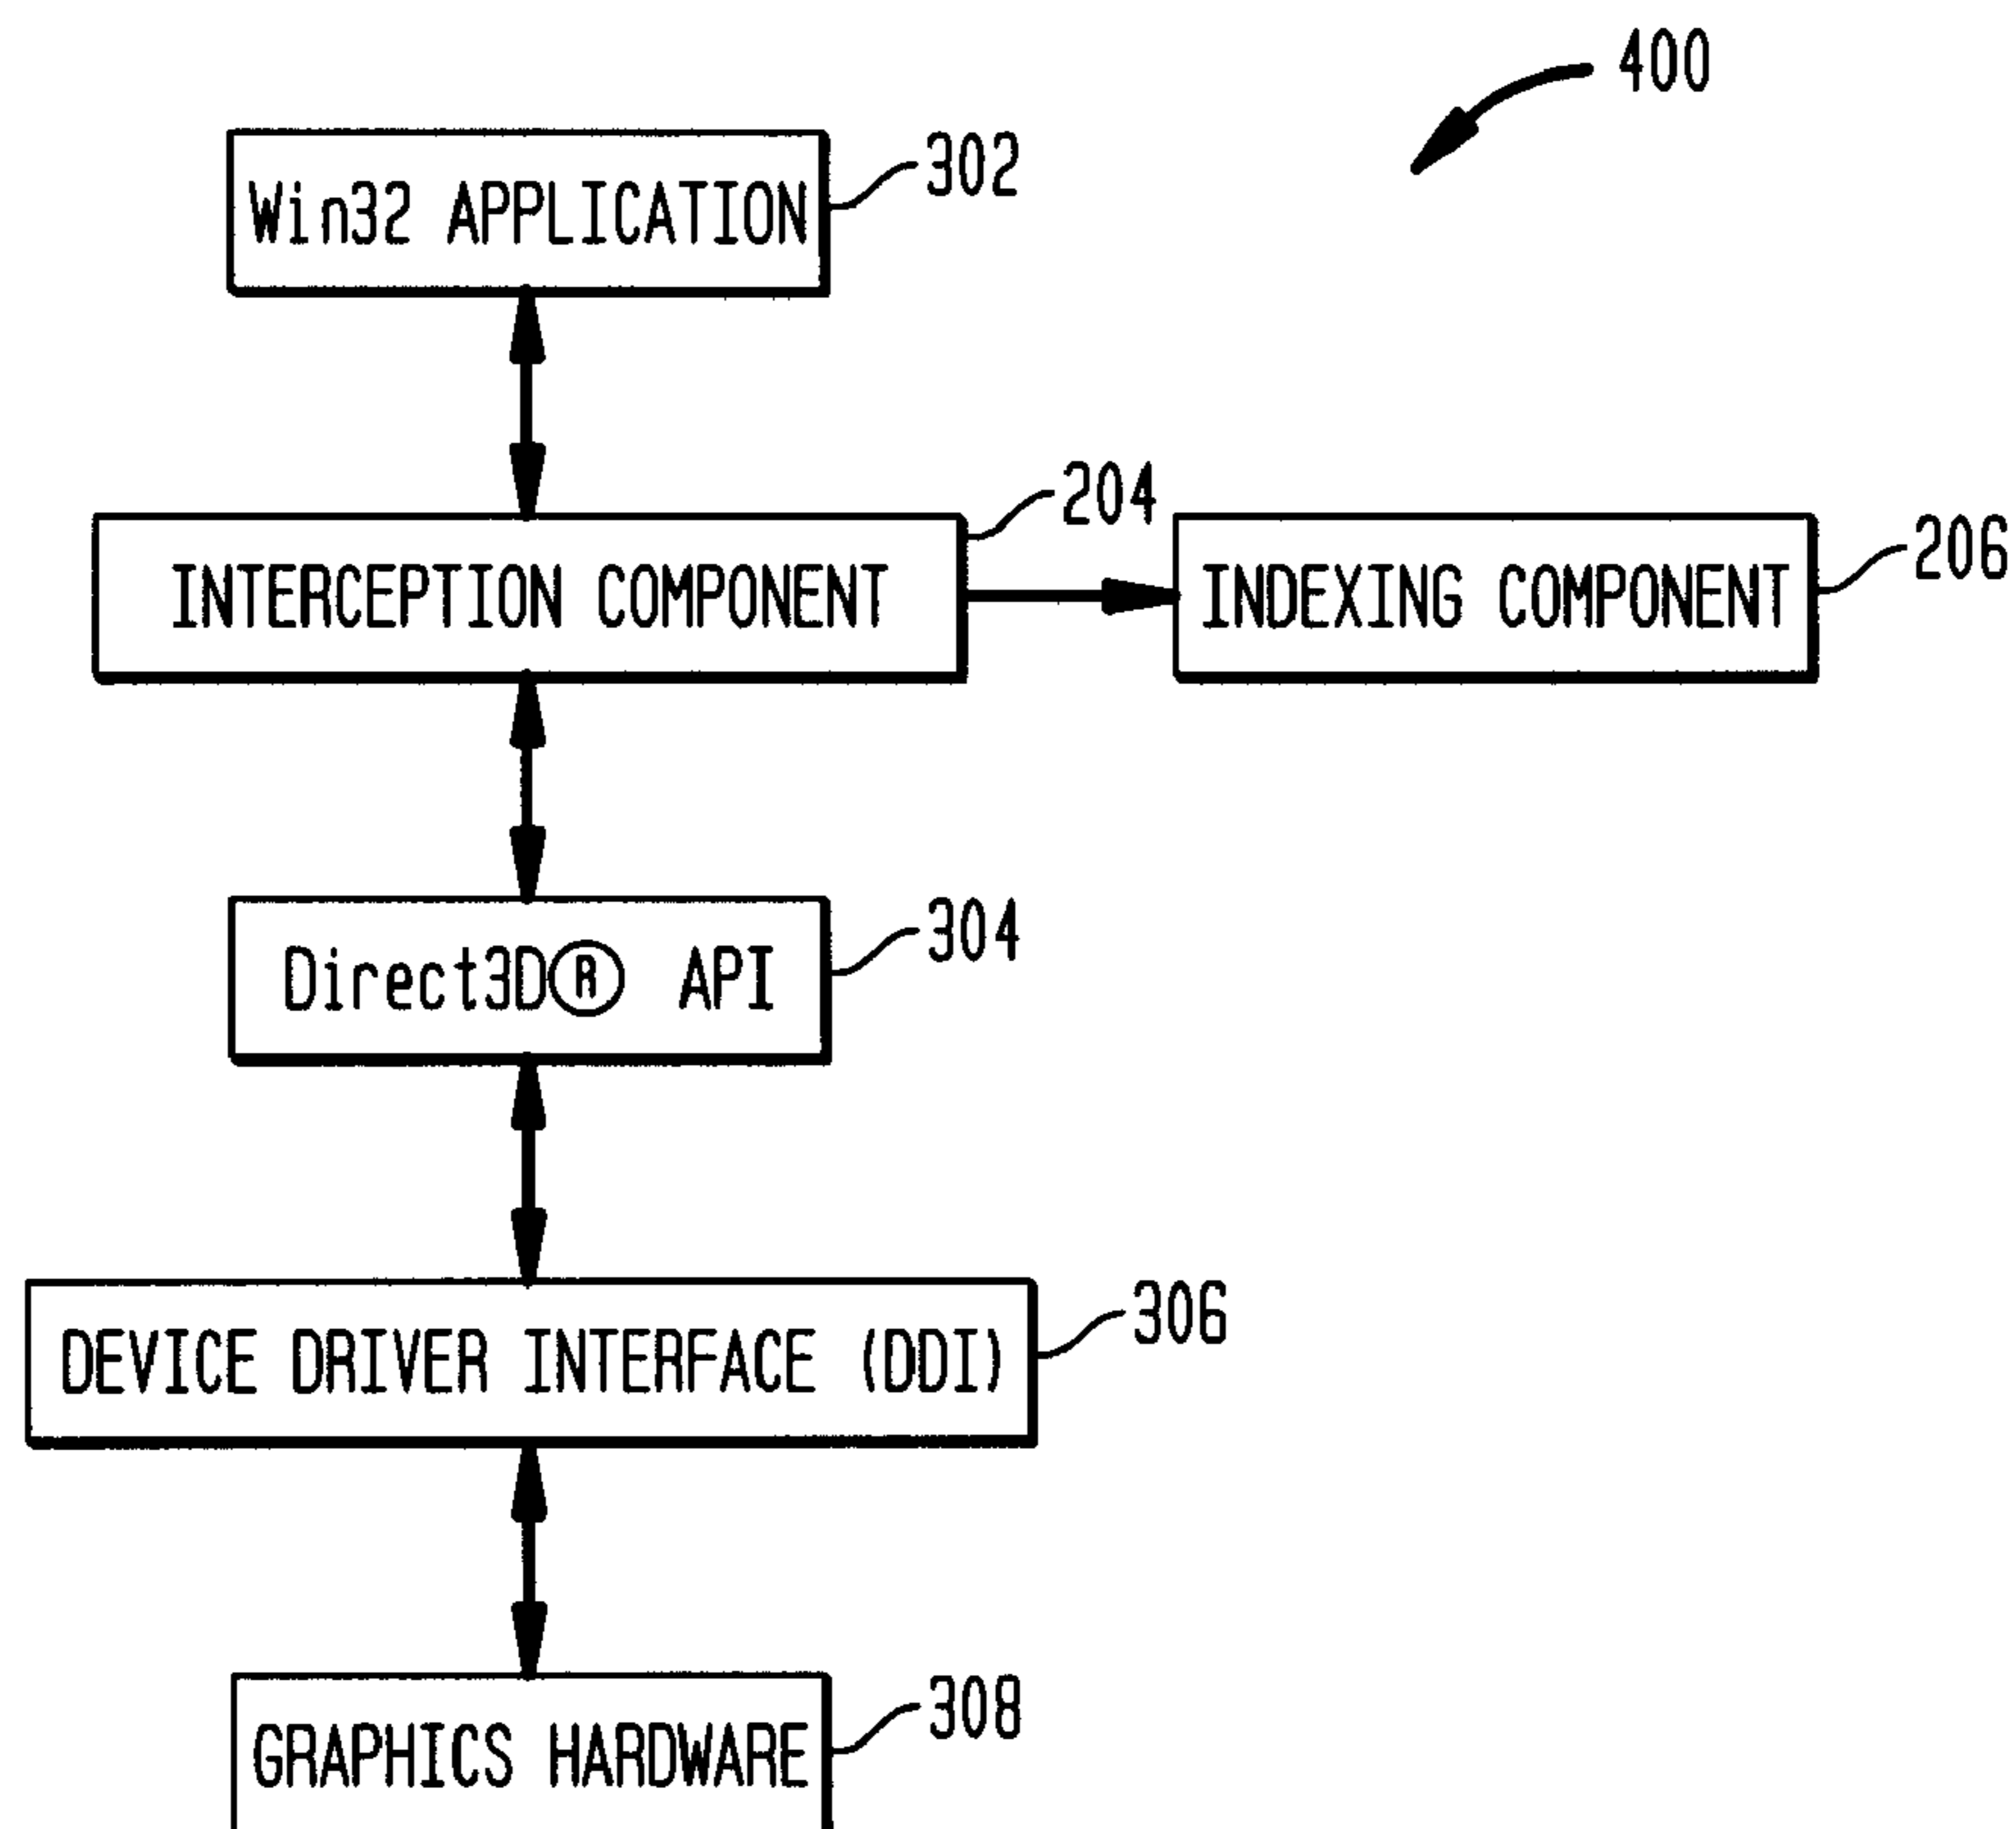 400
Win32 APPLICATION
302
INTERCEPTION COMPONENT
204
INDEXING COMPONENT
206
Direct3D® API
304
DEVICE DRIVER INTERFACE (DDI)
306
GRAPHICS HARDWARE
308